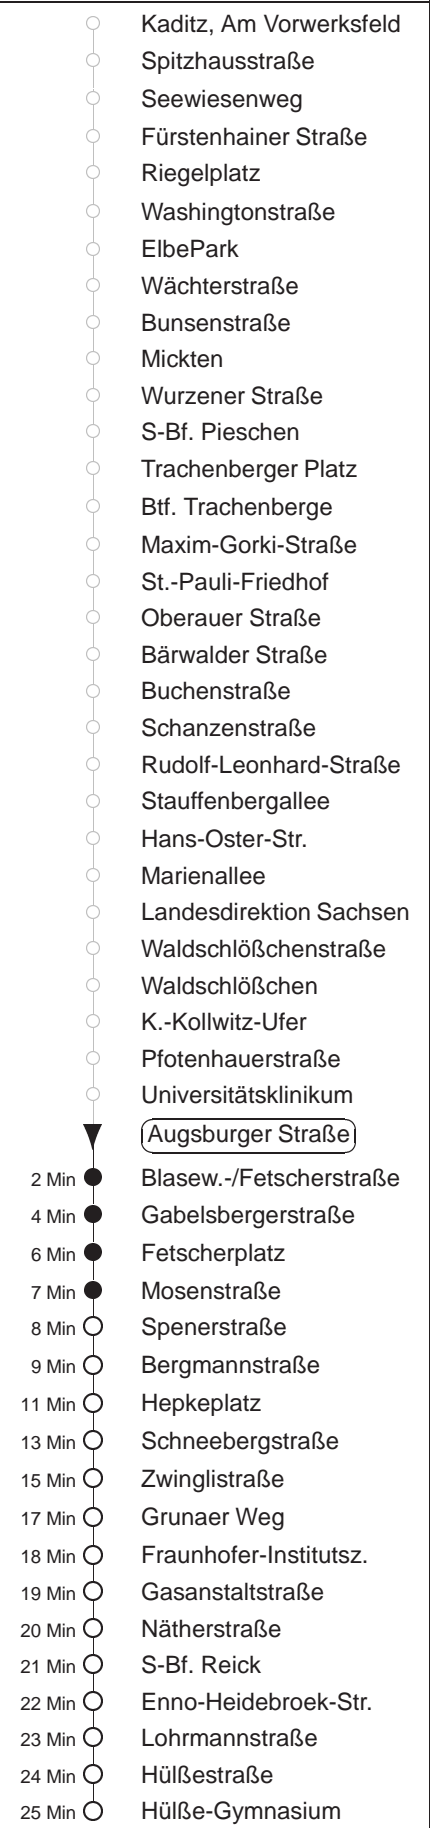 Kaditz, Am Vorwerksfeld
Spitzhausstraße
Seewiesenweg
Fürstenhainer Straße
Riegelplatz
Washingtonstraße
ElbePark
Wächterstraße
Bunsenstraße
Mickten
Wurzener Straße
S-Bf. Pieschen
Trachenberger Platz
Btf. Trachenberge
Maxim-Gorki-Straße
St.-Pauli-Friedhof
Oberauer Straße
Bärwalder Straße
Buchenstraße
Schanzenstraße
Rudolf-Leonhard-Straße
Stauffenbergallee
Hans-Oster-Str.
Marienallee
Landesdirektion Sachsen
Waldschlößchenstraße
Waldschlößchen
K.-Kollwitz-Ufer
Pfotenhauerstraße
Universitätsklinikum
Augsburger Straße
2 Min Blasew.-/Fetscherstraße
4 Min Gabelsbergerstraße
6 Min Fetscherplatz
7 Min Mosenstraße
8 Min Spenerstraße
9 Min Bergmannstraße
11 Min Hepkeplatz
13 Min Schneebergstraße
15 Min Zwinglistraße
17 Min Grunaer Weg
18 Min Fraunhofer-Institutsz.
19 Min Gasanstaltstraße
20 Min Nätherstraße
21 Min S-Bf. Reick
22 Min Enno-Heidebroek-Str.
23 Min Lohrmannstraße
24 Min Hülßestraße
25 Min Hülße-Gymnasium